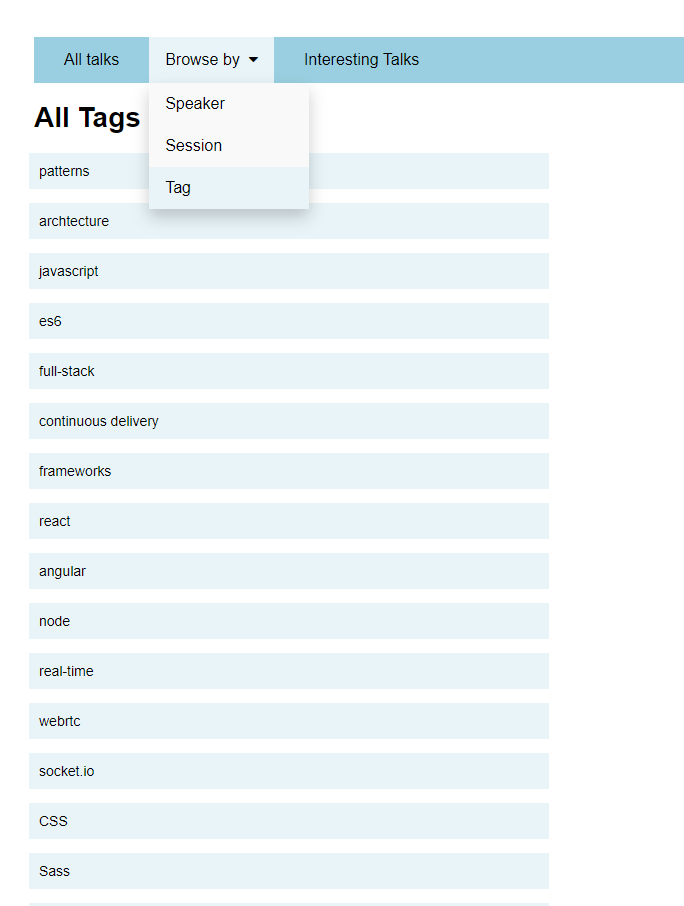 All talks Browse by Interesting Talks
Speaker
All Tags
Session
patterns
Tag
archtecture
javascript
es6
full-stack
continuous delivery
frameworks
react
angular
node
real-time
webrtc
socket.io
CSS
Sass